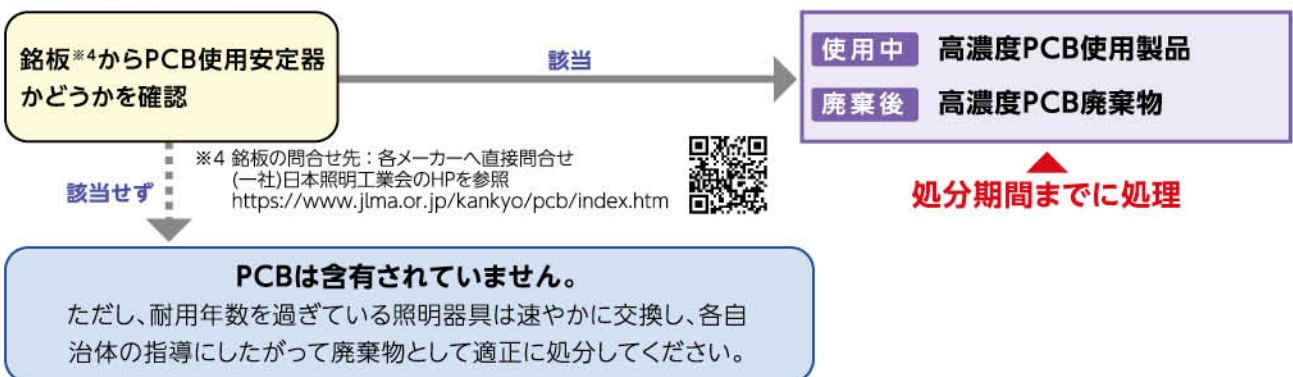 銘板※4からPCB使用安定器
かどうかを確認
該当
使用中 高濃度PCB使用製品
廃棄後 高濃度PCB廃棄物
処分期間までに処理
※4 銘板の問合せ先：各メーカーへ直接問合せ
(一社)日本照明工業会のHPを参照
https://www.jlma.or.jp/kankyo/pcb/index.htm
該当せず
PCBは含有されていません。
ただし、耐用年数を過ぎている照明器具は速やかに交換し、各自
治体の指導にしたがって廃棄物として適正に処分してください。